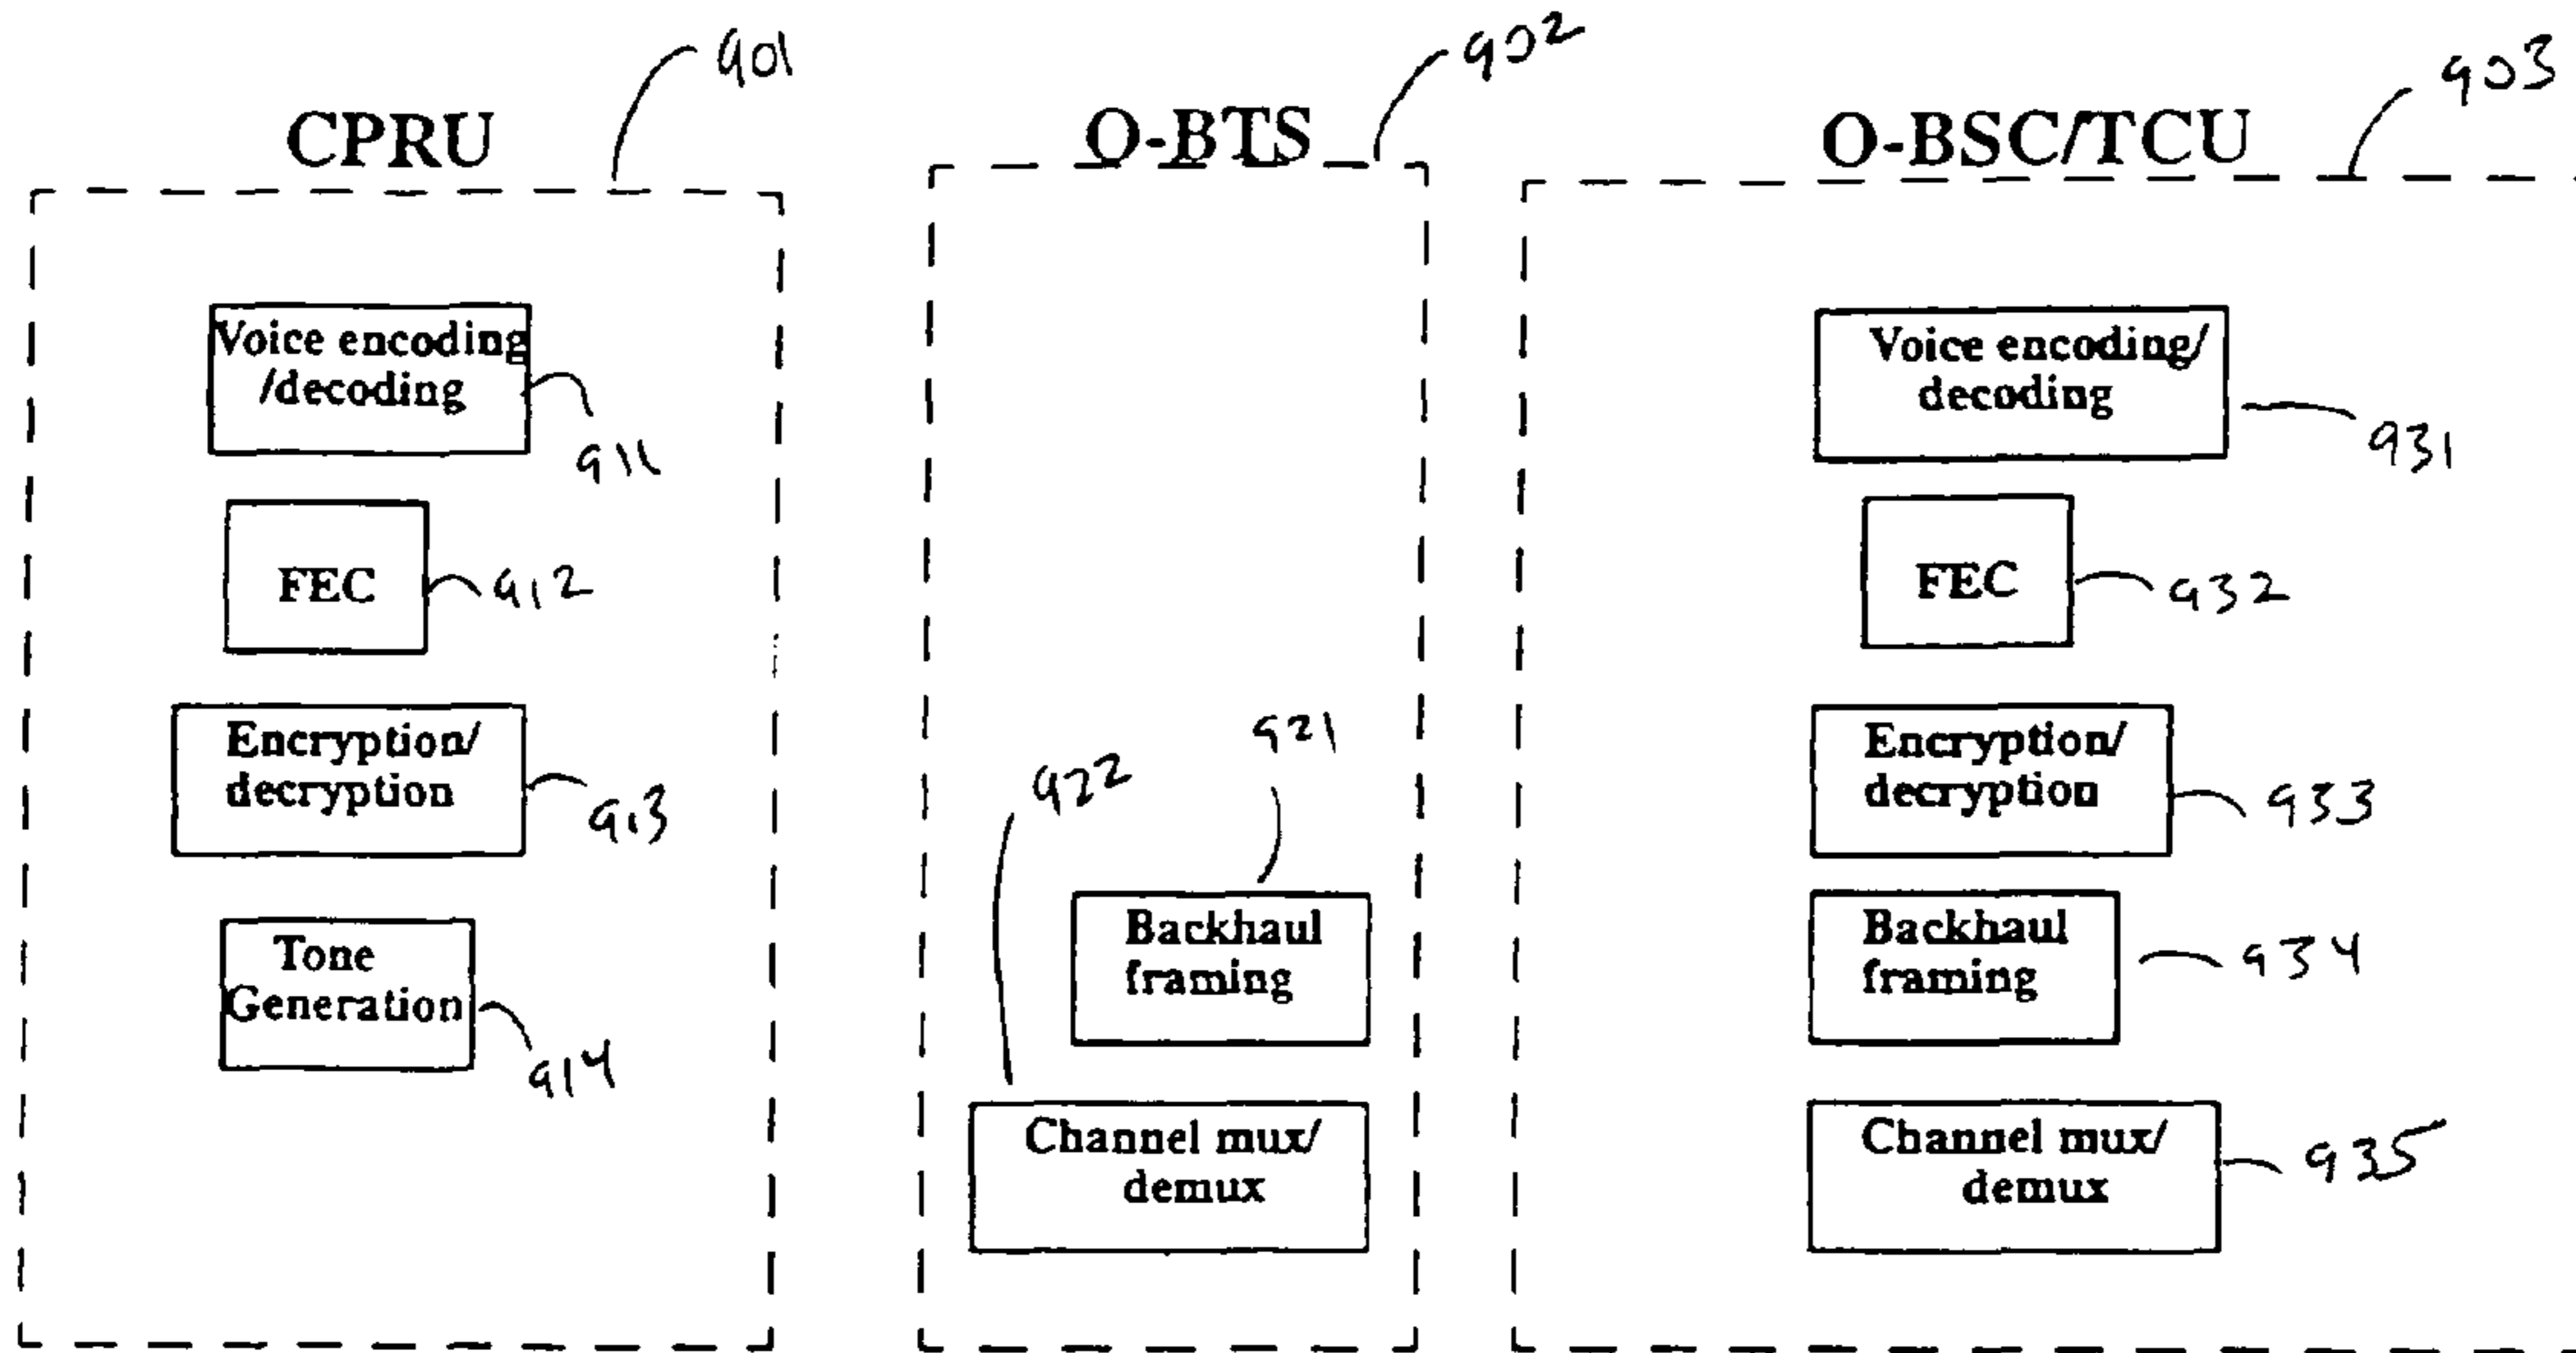 901
902
903
CPRU
O-BTS
O-BSC/TCU
Voice encoding
/decoding
911
FEC
912
Encryption/
decryption
913
Tone
Generation
914
921
922
Backhaul
framing
Channel mux/
demux
Voice encoding/
decoding
931
FEC
932
Encryption/
decryption
933
Backhaul
framing
934
Channel mux/
demux
935